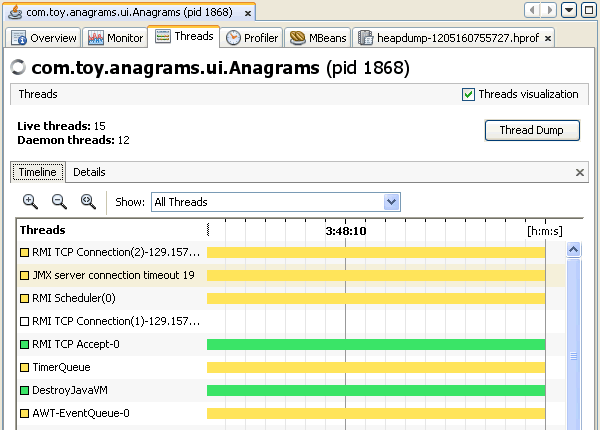 com.toy.anagrams.ui.Anagrams (pid 1868)
Overview Monitor Threads Profiler MBeans heapdump-1205160755727.hprof
com.toy.anagrams.ui.Anagrams (pid 1868)
Threads Threads visualization
Live threads: 15
Daemon threads: 12
Thread Dump
Timeline Details
Show: All Threads
Threads 3:48:10 [h:m:s]
RMI TCP Connection(2)-129.157...
JMX server connection timeout 19
RMI Scheduler(0)
RMI TCP Connection(1)-129.157...
RMI TCP Accept-0
TimerQueue
DestroyJavaVM
AWT-EventQueue-0